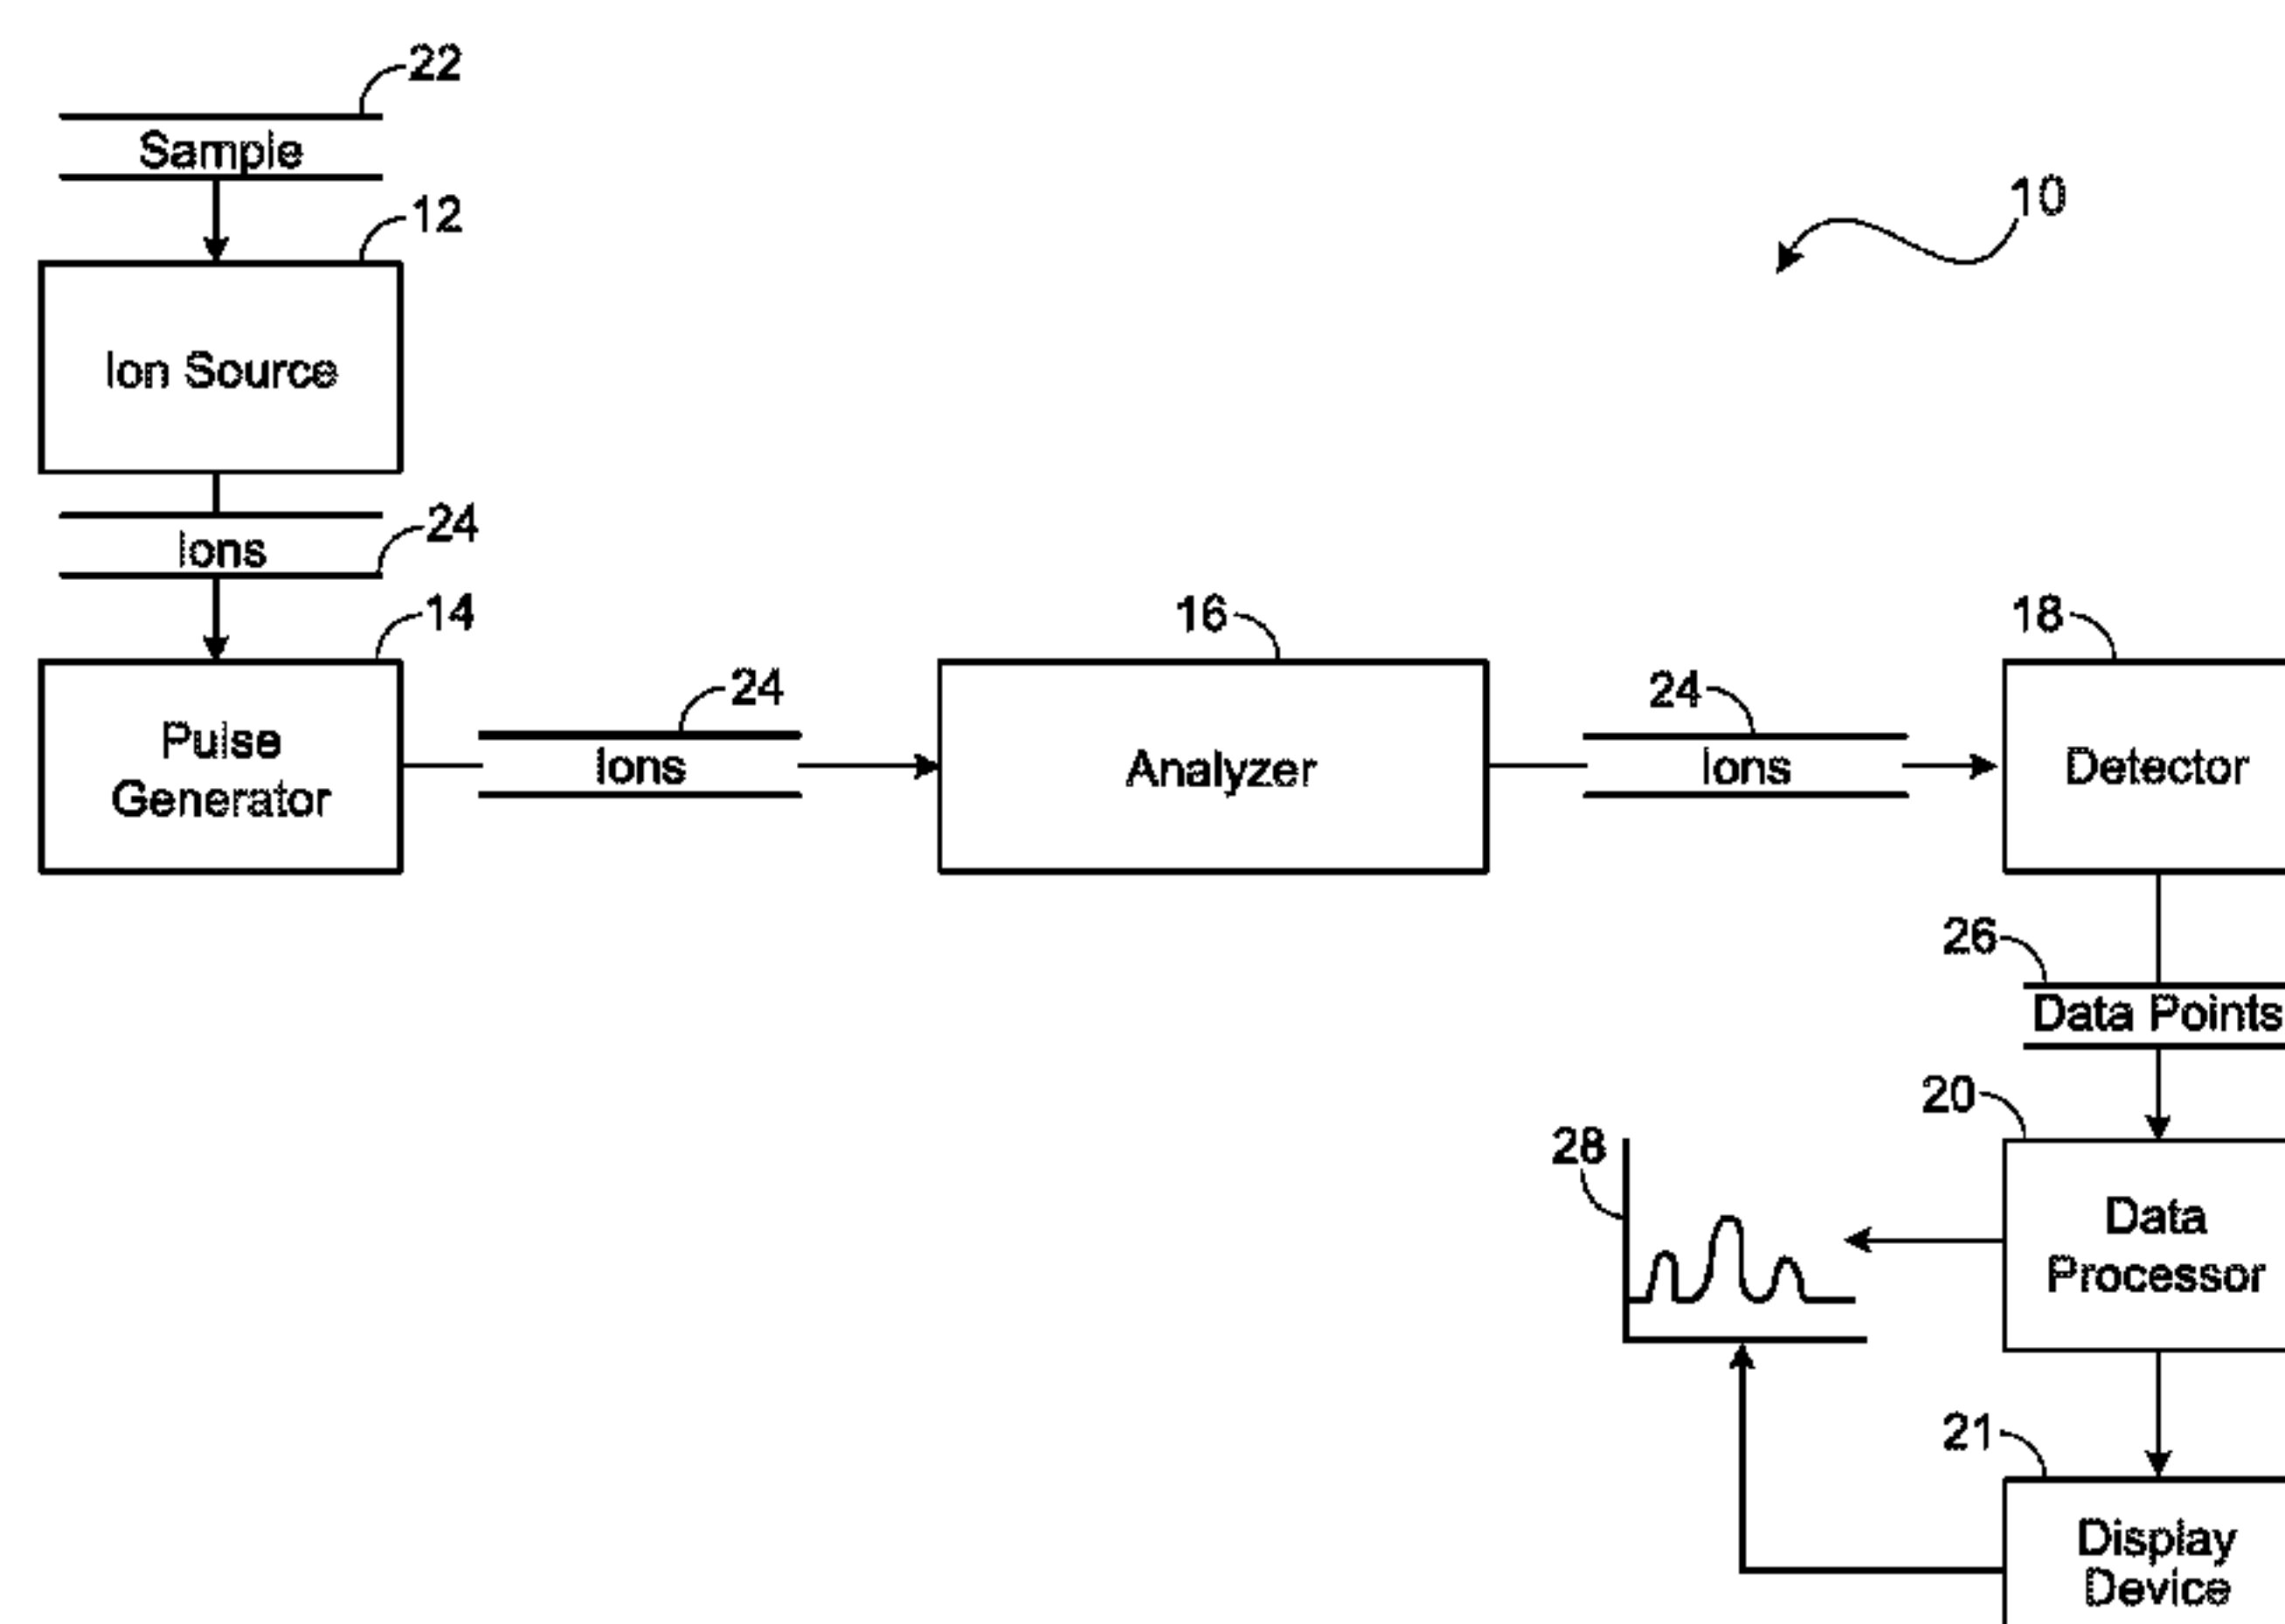 22
Sample
10
12
Ion Source
24
Ions
14
16
18
24
24
Pulse
Generator
Ions
Analyzer
Ions
Detector
26
Data Points
20
28
Data
Processor
21
Display
Device